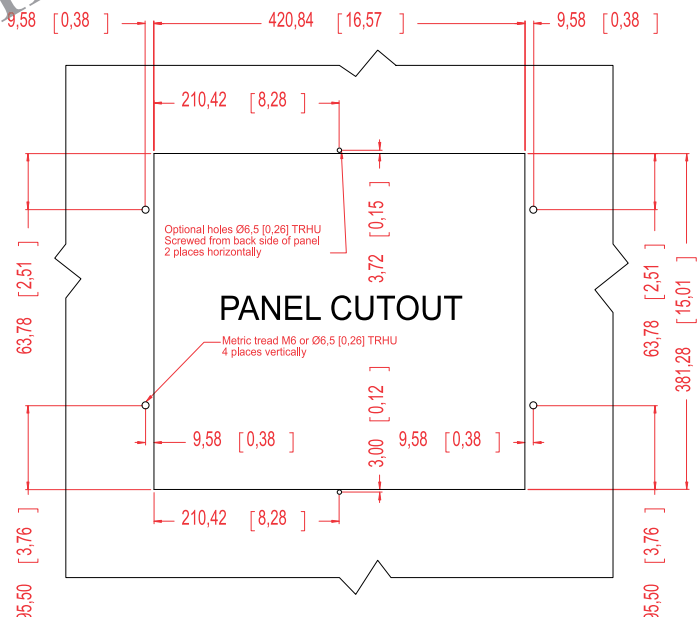 9,58 [0,38 ]
420,84 [16,57 ]
9,58 [0,38 ]
210,42 [8,28 ]
Optional holes Ø6,5 [0,26] TRHU
Screwed from back side of panel
2 places horizontally
3,72 [0,15 ]
63,78 [2,51 ]
63,78 [2,51 ]
381,28 [15,01 ]
PANEL CUTOUT
Metric tread M6 or Ø6,5 [0,26] TRHU
4 places vertically
3,00 [0,12 ]
9,58 [0,38 ]
9,58 [0,38 ]
210,42 [8,28 ]
95,50 [3,76 ]
95,50 [3,76 ]